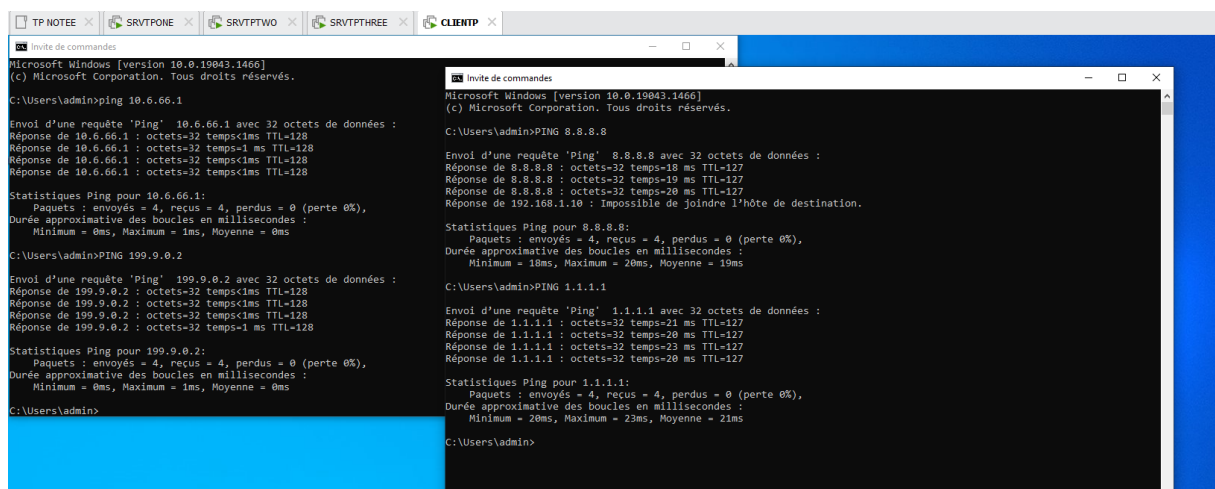 TP NOTEE × SRVTPONE × SRVTPTWO × SRVTPTHREE × CLIENTP ×
Invite de commandes
Microsoft Windows [version 10.0.19043.1466]
(c) Microsoft Corporation. Tous droits réservés.
C:\Users\admin>ping 10.6.66.1
Envoi d’une requête 'Ping'  10.6.66.1 avec 32 octets de données :
Réponse de 10.6.66.1 : octets=32 temps<1ms TTL=128
Réponse de 10.6.66.1 : octets=32 temps=1 ms TTL=128
Réponse de 10.6.66.1 : octets=32 temps<1ms TTL=128
Réponse de 10.6.66.1 : octets=32 temps<1ms TTL=128
Statistiques Ping pour 10.6.66.1:
Paquets : envoyés = 4, reçus = 4, perdus = 0 (perte 0%),
Durée approximative des boucles en millisecondes :
Minimum = 0ms, Maximum = 1ms, Moyenne = 0ms
C:\Users\admin>PING 199.9.0.2
Envoi d’une requête 'Ping'  199.9.0.2 avec 32 octets de données :
Réponse de 199.9.0.2 : octets=32 temps<1ms TTL=128
Réponse de 199.9.0.2 : octets=32 temps<1ms TTL=128
Réponse de 199.9.0.2 : octets=32 temps<1ms TTL=128
Réponse de 199.9.0.2 : octets=32 temps=1 ms TTL=128
Statistiques Ping pour 199.9.0.2:
Paquets : envoyés = 4, reçus = 4, perdus = 0 (perte 0%),
Durée approximative des boucles en millisecondes :
Minimum = 0ms, Maximum = 1ms, Moyenne = 0ms
C:\Users\admin>
Invite de commandes
Microsoft Windows [version 10.0.19043.1466]
(c) Microsoft Corporation. Tous droits réservés.
C:\Users\admin>PING 8.8.8.8
Envoi d’une requête 'Ping'  8.8.8.8 avec 32 octets de données :
Réponse de 8.8.8.8 : octets=32 temps=18 ms TTL=127
Réponse de 8.8.8.8 : octets=32 temps=19 ms TTL=127
Réponse de 8.8.8.8 : octets=32 temps=20 ms TTL=127
Réponse de 192.168.1.10 : Impossible de joindre l’hôte de destination.
Statistiques Ping pour 8.8.8.8:
Paquets : envoyés = 4, reçus = 4, perdus = 0 (perte 0%),
Durée approximative des boucles en millisecondes :
Minimum = 18ms, Maximum = 20ms, Moyenne = 19ms
C:\Users\admin>PING 1.1.1.1
Envoi d’une requête 'Ping'  1.1.1.1 avec 32 octets de données :
Réponse de 1.1.1.1 : octets=32 temps=21 ms TTL=127
Réponse de 1.1.1.1 : octets=32 temps=20 ms TTL=127
Réponse de 1.1.1.1 : octets=32 temps=23 ms TTL=127
Réponse de 1.1.1.1 : octets=32 temps=20 ms TTL=127
Statistiques Ping pour 1.1.1.1:
Paquets : envoyés = 4, reçus = 4, perdus = 0 (perte 0%),
Durée approximative des boucles en millisecondes :
Minimum = 20ms, Maximum = 23ms, Moyenne = 21ms
C:\Users\admin>